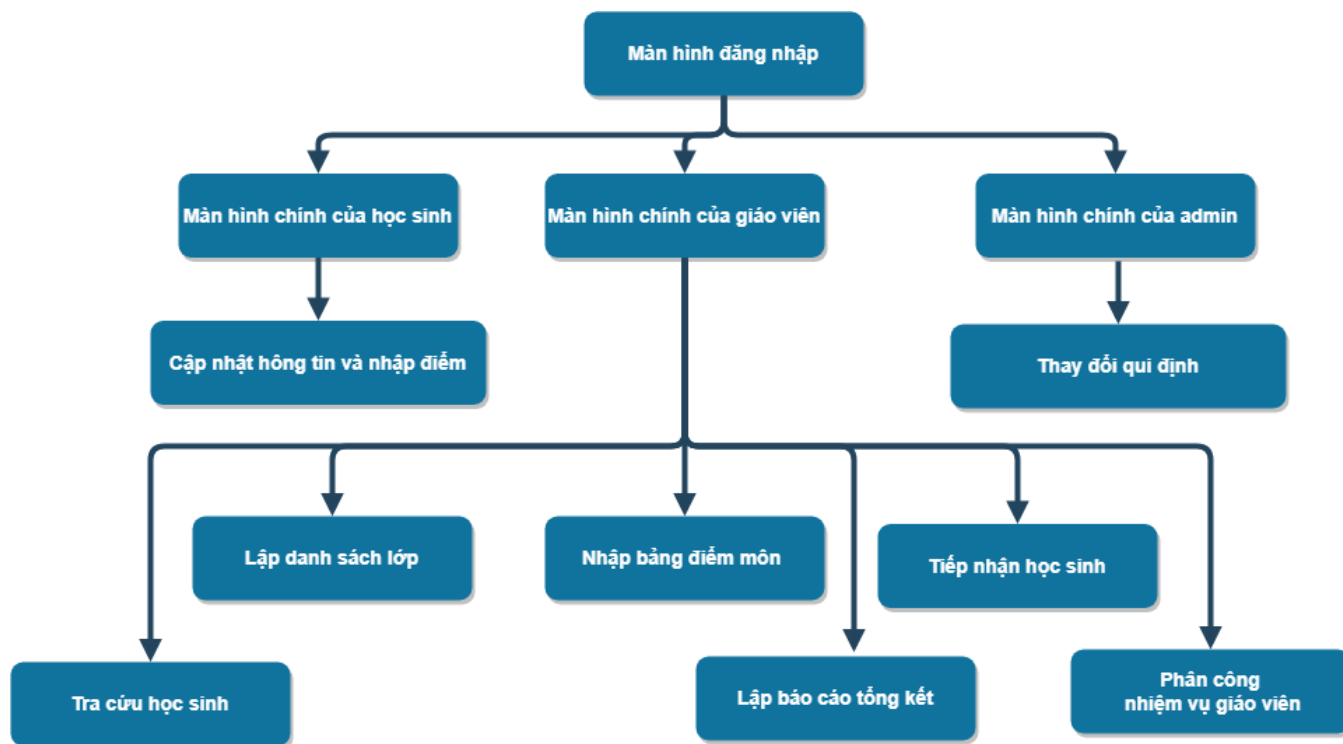 Màn hình đăng nhập
Màn hình chính của học sinh
Màn hình chính của giáo viên
Màn hình chính của admin
Cập nhật hông tin và nhập điểm
Thay đổi qui định
Lập danh sách lớp
Nhập bảng điểm môn
Tiếp nhận học sinh
Tra cứu học sinh
Lập báo cáo tổng kết
Phân công
nhiệm vụ giáo viên